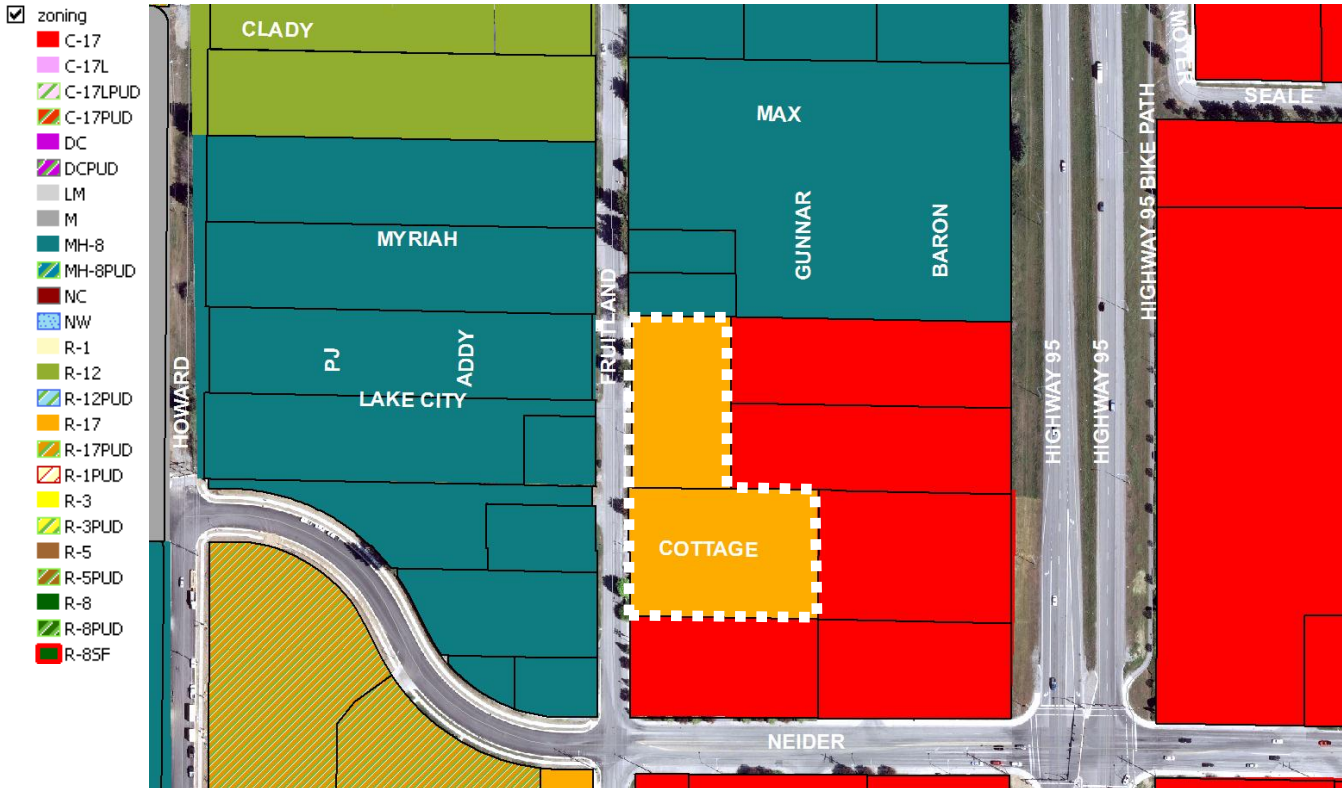 zoning
C-17
C-17L
C-17LPUD
C-17PUD
DC
DCPUD
LM
M
MH-8
MH-8PUD
NC
NW
R-1
R-12
R-12PUD
R-17
R-17PUD
R-1PUD
R-3
R-3PUD
R-5
R-5PUD
R-8
R-8PUD
R-8SF
CLADY
MOYER
SEALE
MAX
HIGHWAY 95 BIKE PATH
MYRIAH
GUNNAR
BARON
FRUITLAND
HOWARD
PJ
ADDY
LAKE CITY
HIGHWAY 95
HIGHWAY 95
COTTAGE
NEIDER